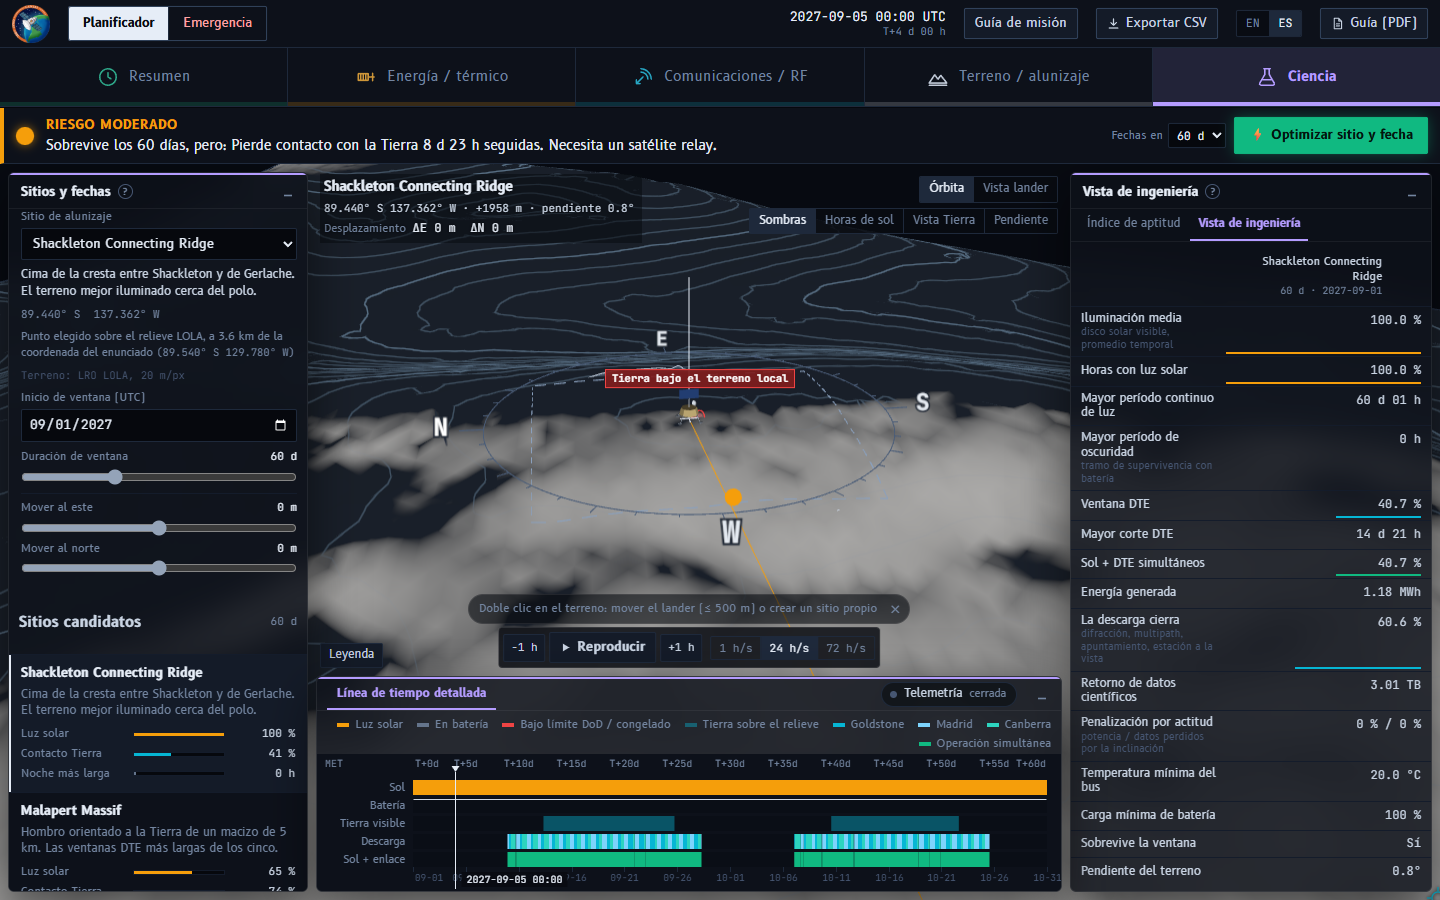 Planificador
Emergencia
2027-09-05 00:00 UTC
T+4 d 00 h
Guía de misión
Exportar CSV
EN
ES
Guía (PDF)
Resumen
Energía / térmico
Comunicaciones / RF
Terreno / alunizaje
Ciencia
RIESGO MODERADO
Sobrevive los 60 días, pero: Pierde contacto con la Tierra 8 d 23 h seguidas. Necesita un satélite relay.
Fechas en
60 d
Optimizar sitio y fecha
Sitios y fechas ?
Sitio de alunizaje
Shackleton Connecting Ridge
Cima de la cresta entre Shackleton y de Gerlache.
El terreno mejor iluminado cerca del polo.
89.440° S 137.362° W
Punto elegido sobre el relieve LOLA, a 3.6 km de la
coordenada del enunciado (89.540° S 129.780° W)
Terreno: LRO LOLA, 20 m/px
Inicio de ventana [UTC]
09/01/2027
Duración de ventana 60 d
Mover al este 0 m
Mover al norte 0 m
Sitios candidatos 60 d
Shackleton Connecting Ridge
Cima de la cresta entre Shackleton y de Gerlache.
El terreno mejor iluminado cerca del polo.
Luz solar 100 %
Contacto Tierra 41 %
Noche más larga 0 h
Malapert Massif
Hombro orientado a la Tierra de un macizo de 5
km. Las ventanas DTE más largas de los cinco.
Luz solar 65 %
Contacto Tierra 74 %
Shackleton Connecting Ridge
89.440° S 137.362° W · +1958 m · pendiente 0.8°
Desplazamiento ΔE 0 m ΔN 0 m
Órbita
Vista lander
Sombras
Horas de sol
Vista Tierra
Pendiente
E
Tierra bajo el terreno local
N
S
W
Doble clic en el terreno: mover el lander [≤ 500 m] o crear un sitio propio ×
Leyenda
-1 h
Reproducir
+1 h
1 h/s
24 h/s
72 h/s
Línea de tiempo detallada
Telemetría cerrada
Luz solar
En batería
Bajo límite DoD / congelado
Tierra sobre el relieve
Goldstone
Madrid
Canberra
Operación simultánea
MET T+0d T+5d T+10d T+15d T+20d T+25d T+30d T+35d T+40d T+45d T+50d T+55d T+60d
Sol
Batería
Tierra visible
Descarga
Sol + enlace
09-01 2027-09-05 00:00 -16 09-21 09-26 10-01 10-06 10-11 10-16 10-21 10-26 10-31
Vista de ingeniería ?
Índice de aptitud
Vista de ingeniería
Shackleton Connecting
Ridge
60 d · 2027-09-01
Iluminación media 100.0 %
disco solar visible,
promedio temporal
Horas con luz solar 100.0 %
Mayor período continuo
de luz 60 d 01 h
Mayor período de
oscuridad 0 h
tramo de supervivencia con
batería
Ventana DTE 40.7 %
Mayor corte DTE 14 d 21 h
Sol + DTE simultáneos 40.7 %
Energía generada 1.18 MWh
La descarga cierra 60.6 %
difracción, multipath,
apuntamiento, estación a la
vista
Retorno de datos
científicos 3.01 TB
Penalización por actitud 0 % / 0 %
potencia / datos perdidos
por la inclinación
Temperatura mínima del
bus 20.0 °C
Carga mínima de batería 100 %
Sobrevive la ventana Sí
Pendiente del terreno 0.8°